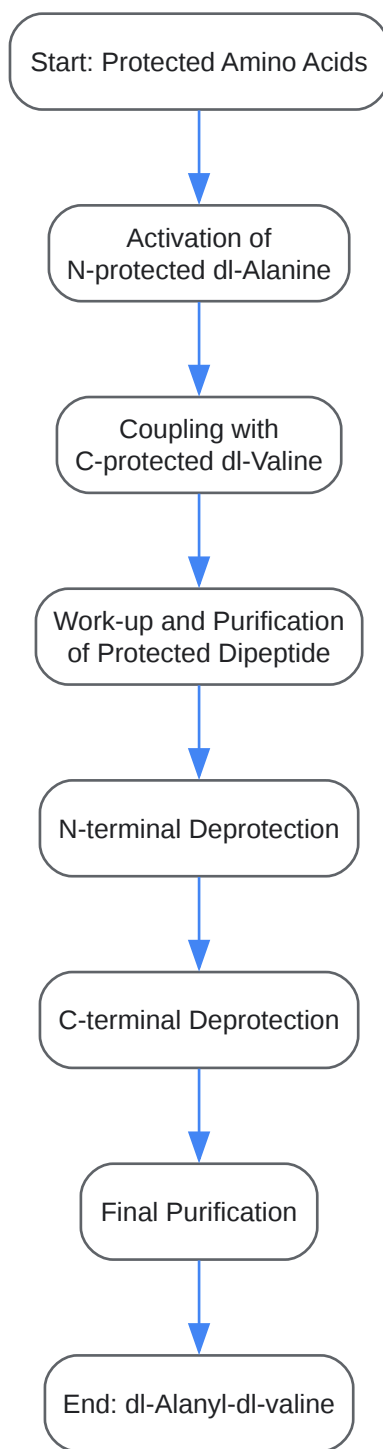 Start: Protected Amino Acids
Activation of
N-protected dl-Alanine
Coupling with
C-protected dl-Valine
Work-up and Purification
of Protected Dipeptide
N-terminal Deprotection
C-terminal Deprotection
Final Purification
End: dl-Alanyl-dl-valine